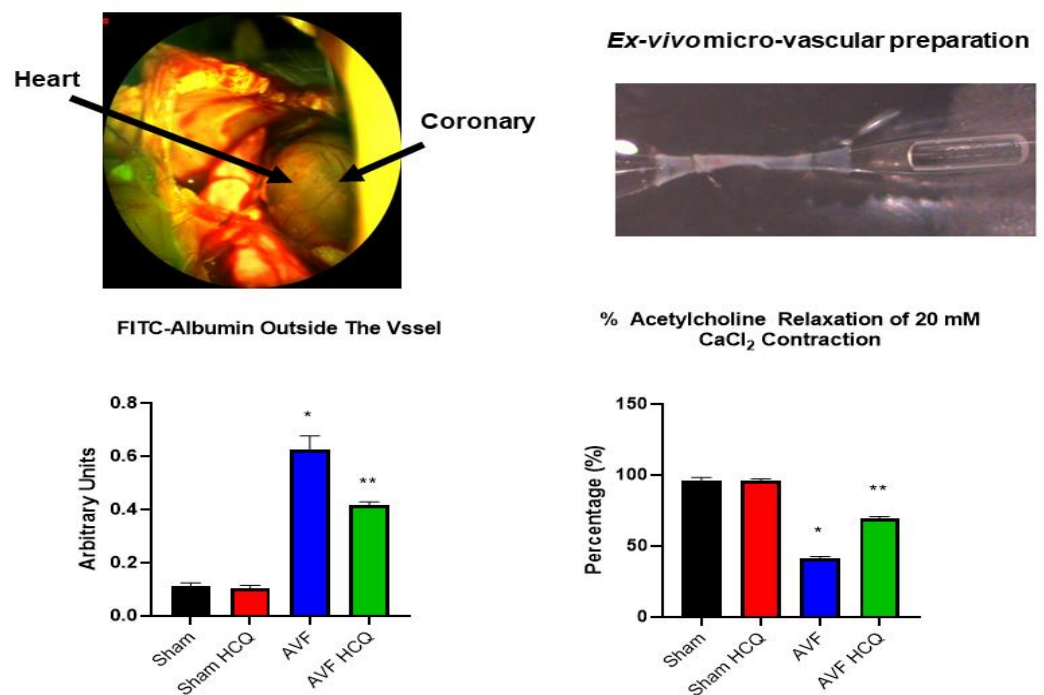 Heart
Coronary
Ex-vivo micro-vascular preparation
FITC-Albumin Outside The Vssel
Arbitrary Units
0.8
*
0.6
**
0.4
0.2
0.0
Sham
Sham HCQ
AVF
AVF HCQ
% Acetylcholine Relaxation of 20 mM
CaCl₂ Contraction
Percentage (%)
150
100
**
*
50
0
Sham
Sham HCQ
AVF
AVF HCQ